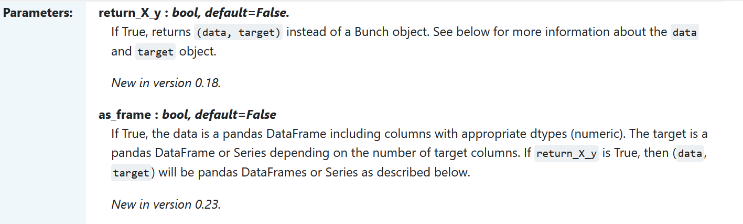 Parameters:
return_X_y : bool, default=False.
If True, returns (data, target) instead of a Bunch object. See below for more information about the data
and target object.
New in version 0.18.
as_frame : bool, default=False
If True, the data is a pandas DataFrame including columns with appropriate dtypes (numeric). The target is a
pandas DataFrame or Series depending on the number of target columns. If return_X_y is True, then (data,
target) will be pandas DataFrames or Series as described below.
New in version 0.23.